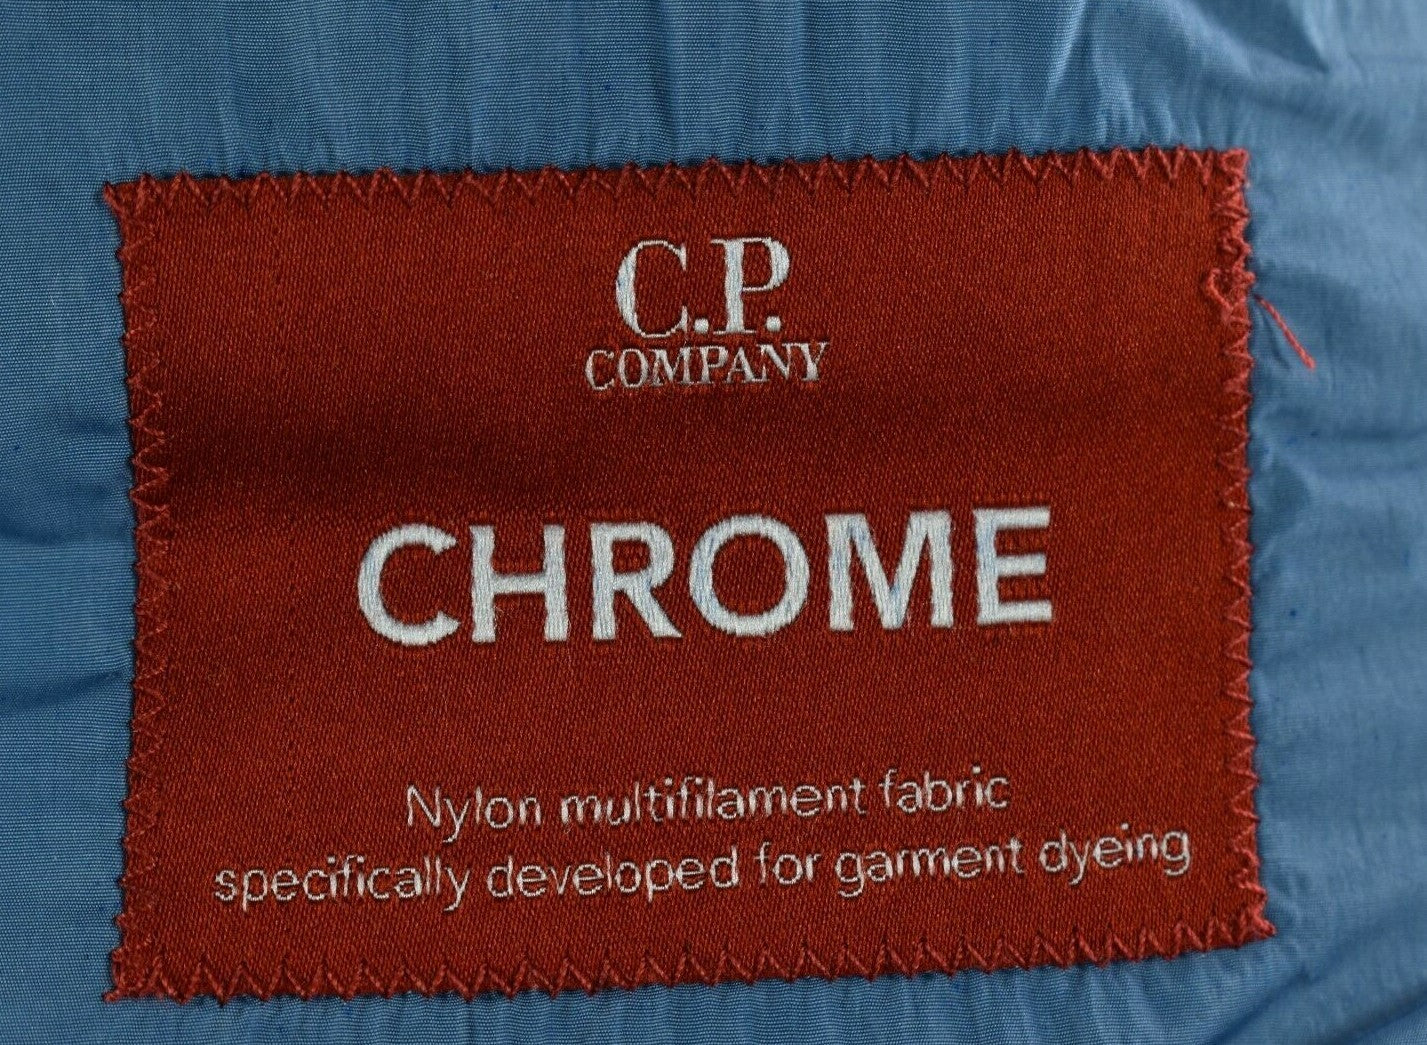 C.P.
COMPANY
CHROME
Nylon multifilament fabric
specifically developed for garment dyeing